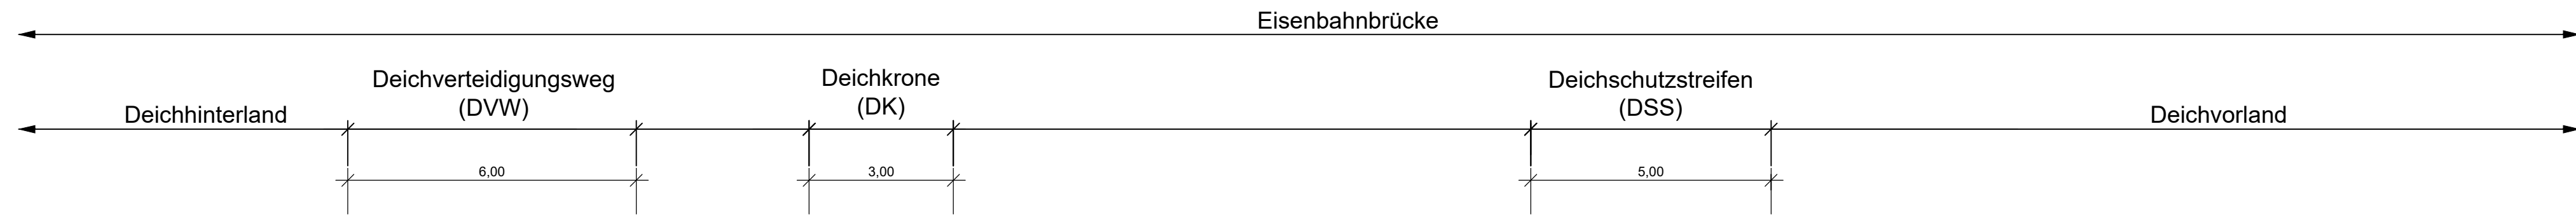 Eisenbahnbrücke
Deichhinterland
Deichverteidigungsweg
(DVW)
Deichkrone
(DK)
Deichschutzstreifen
(DSS)
Deichvorland
6,00
3,00
5,00